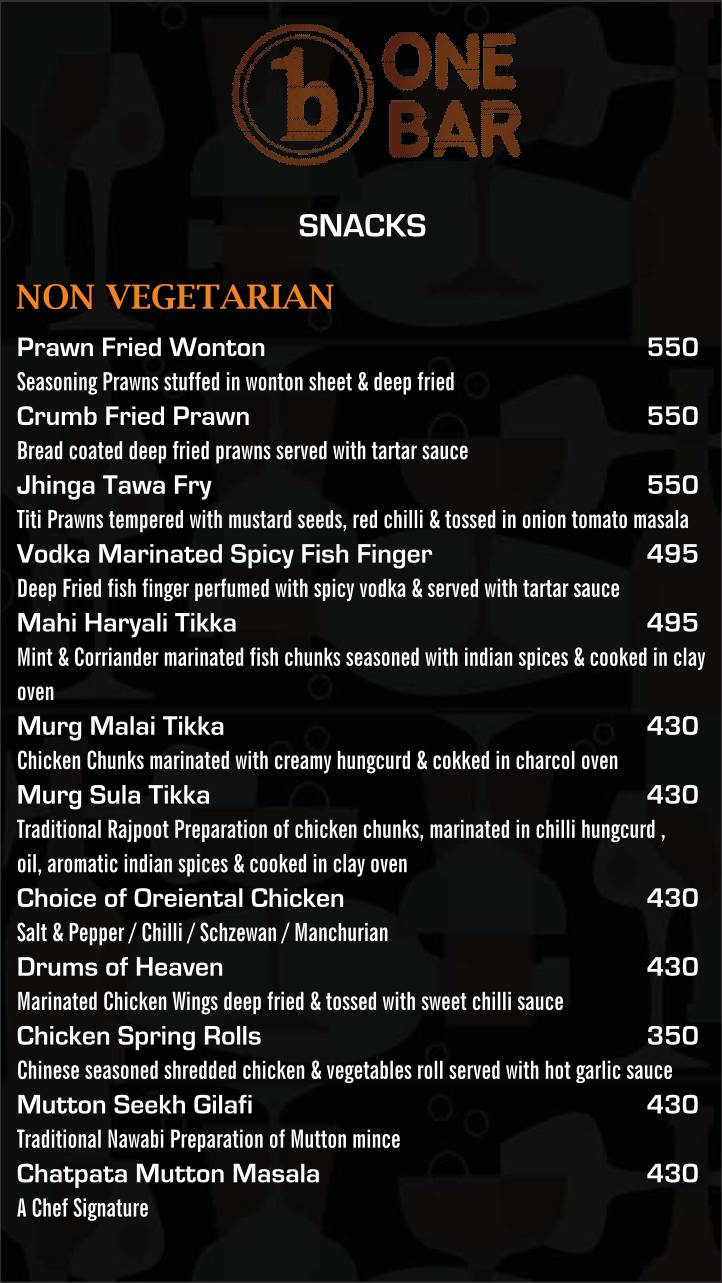 1b
ONE
BAR
SNACKS
NON VEGETARIAN
Prawn Fried Wonton 550
Seasoning Prawns stuffed in wonton sheet & deep fried
Crumb Fried Prawn 550
Bread coated deep fried prawns served with tartar sauce
Jhinga Tawa Fry 550
Titi Prawns tempered with mustard seeds, red chilli & tossed in onion tomato masala
Vodka Marinated Spicy Fish Finger 495
Deep Fried fish finger perfumed with spicy vodka & served with tartar sauce
Mahi Haryali Tikka 495
Mint & Corriander marinated fish chunks seasoned with indian spices & cooked in clay
oven
Murg Malai Tikka 430
Chicken Chunks marinated with creamy hungcurd & cokked in charcol oven
Murg Sula Tikka 430
Traditional Rajpoot Preparation of chicken chunks, marinated in chilli hungcurd ,
oil, aromatic indian spices & cooked in clay oven
Choice of Oreiental Chicken 430
Salt & Pepper / Chilli / Schzewan / Manchurian
Drums of Heaven 430
Marinated Chicken Wings deep fried & tossed with sweet chilli sauce
Chicken Spring Rolls 350
Chinese seasoned shredded chicken & vegetables roll served with hot garlic sauce
Mutton Seekh Gilafi 430
Traditional Nawabi Preparation of Mutton mince
Chatpata Mutton Masala 430
A Chef Signature